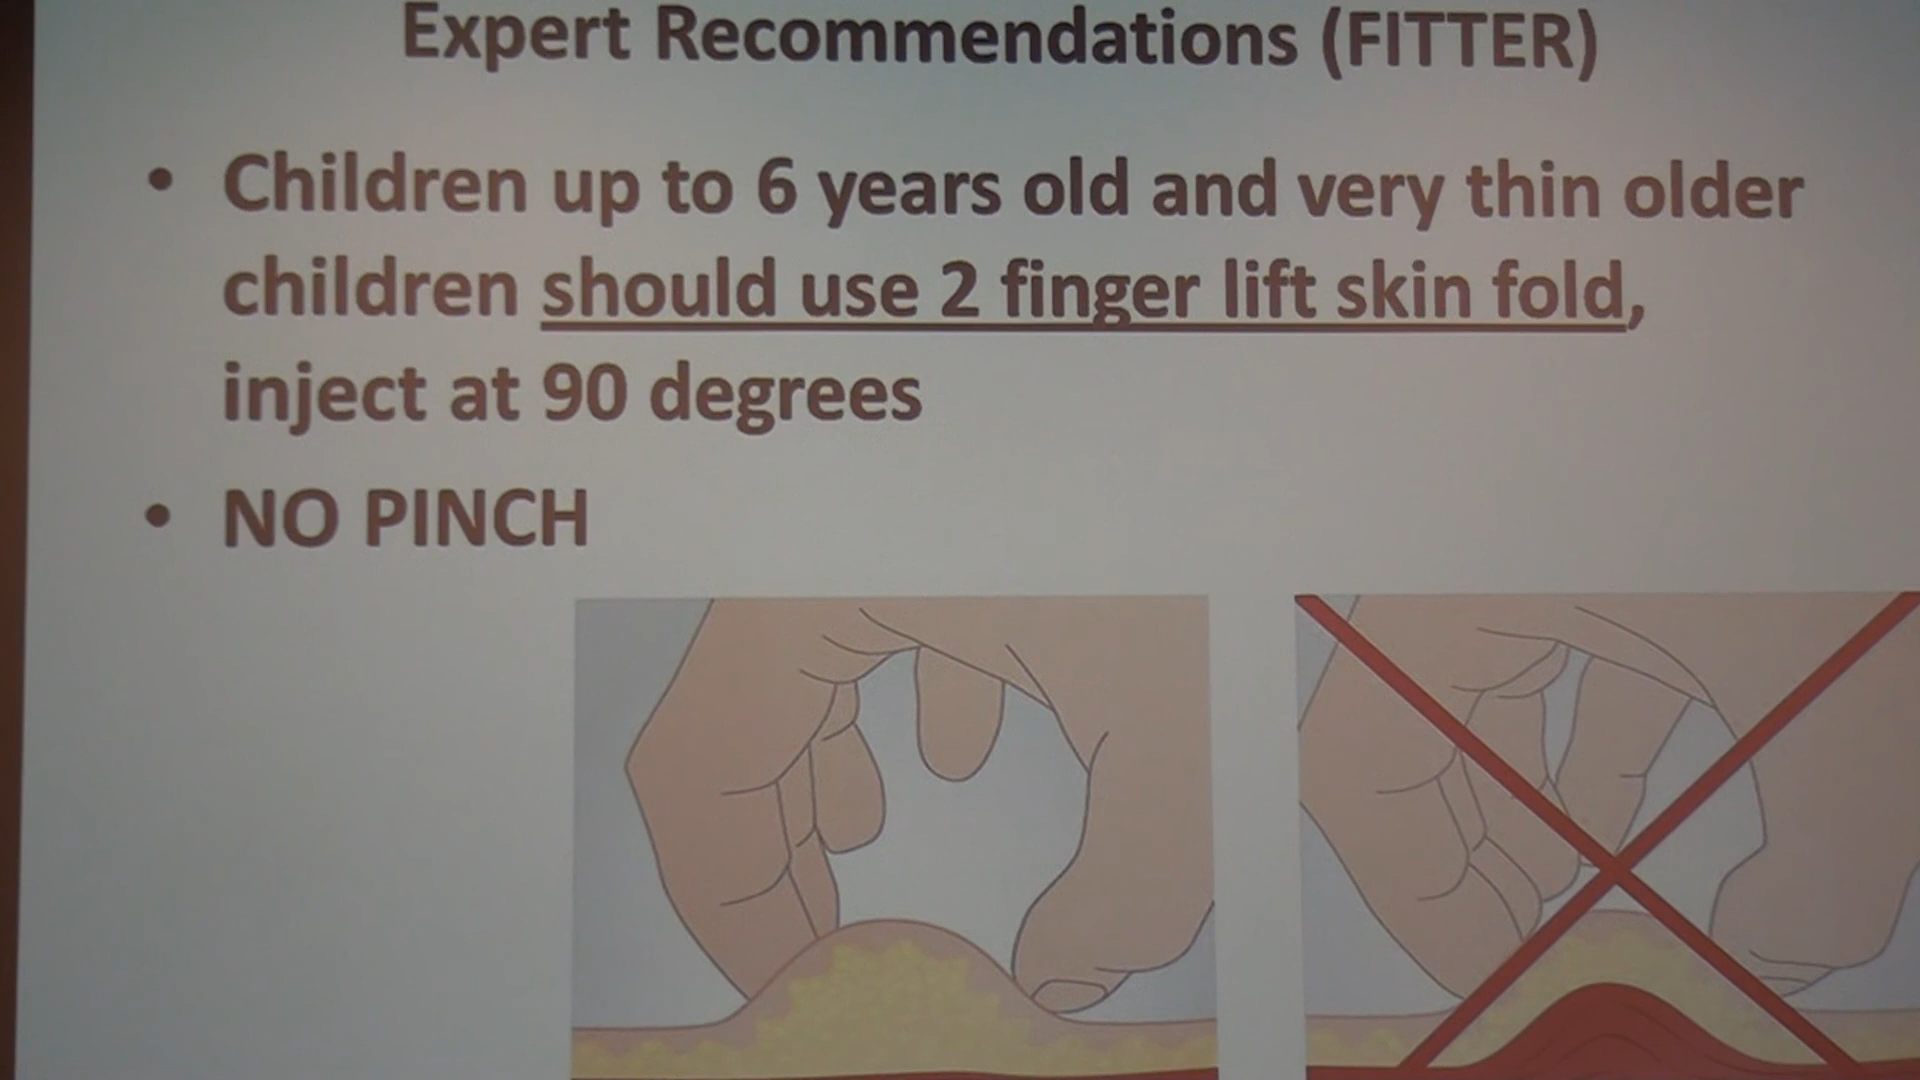 Expert Recommendations (FITTER)
• Children up to 6 years old and very thin older
children should use 2 finger lift skin fold,
inject at 90 degrees
• NO PINCH